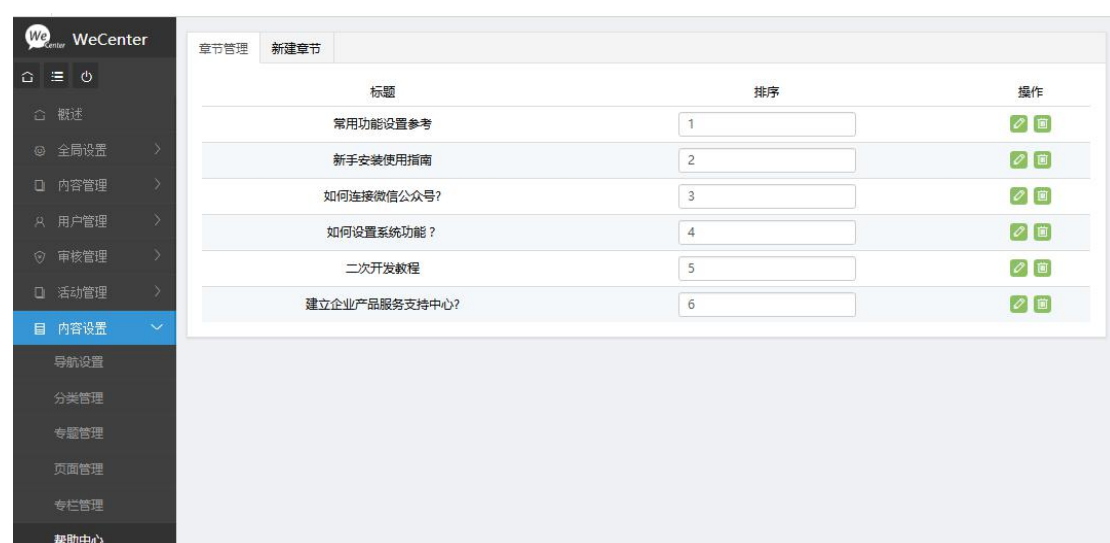 We Center WeCenter
章节管理 新建章节
标题 排序 操作
概述
常用功能设置参考 1
全局设置
新手安装使用指南 2
内容管理
如何连接微信公众号? 3
用户管理
如何设置系统功能？ 4
审核管理
二次开发教程 5
活动管理
建立企业产品服务支持中心? 6
内容设置
导航设置
分类管理
专题管理
页面管理
专栏管理
帮助中心